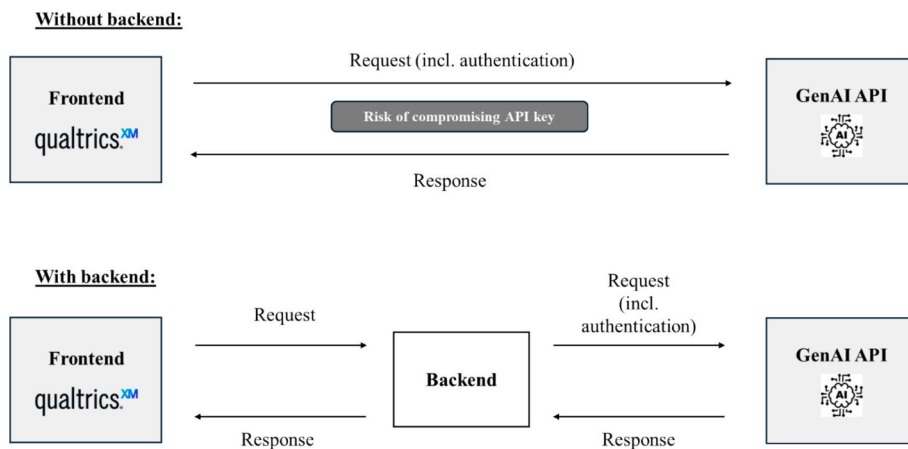 Without backend:
Request (incl. authentication)
Frontend
qualtrics.XM
Risk of compromising API key
GenAI API
AI
Response
With backend:
Request
Request
(incl.
authentication)
Frontend
qualtrics.XM
Backend
GenAI API
AI
Response
Response